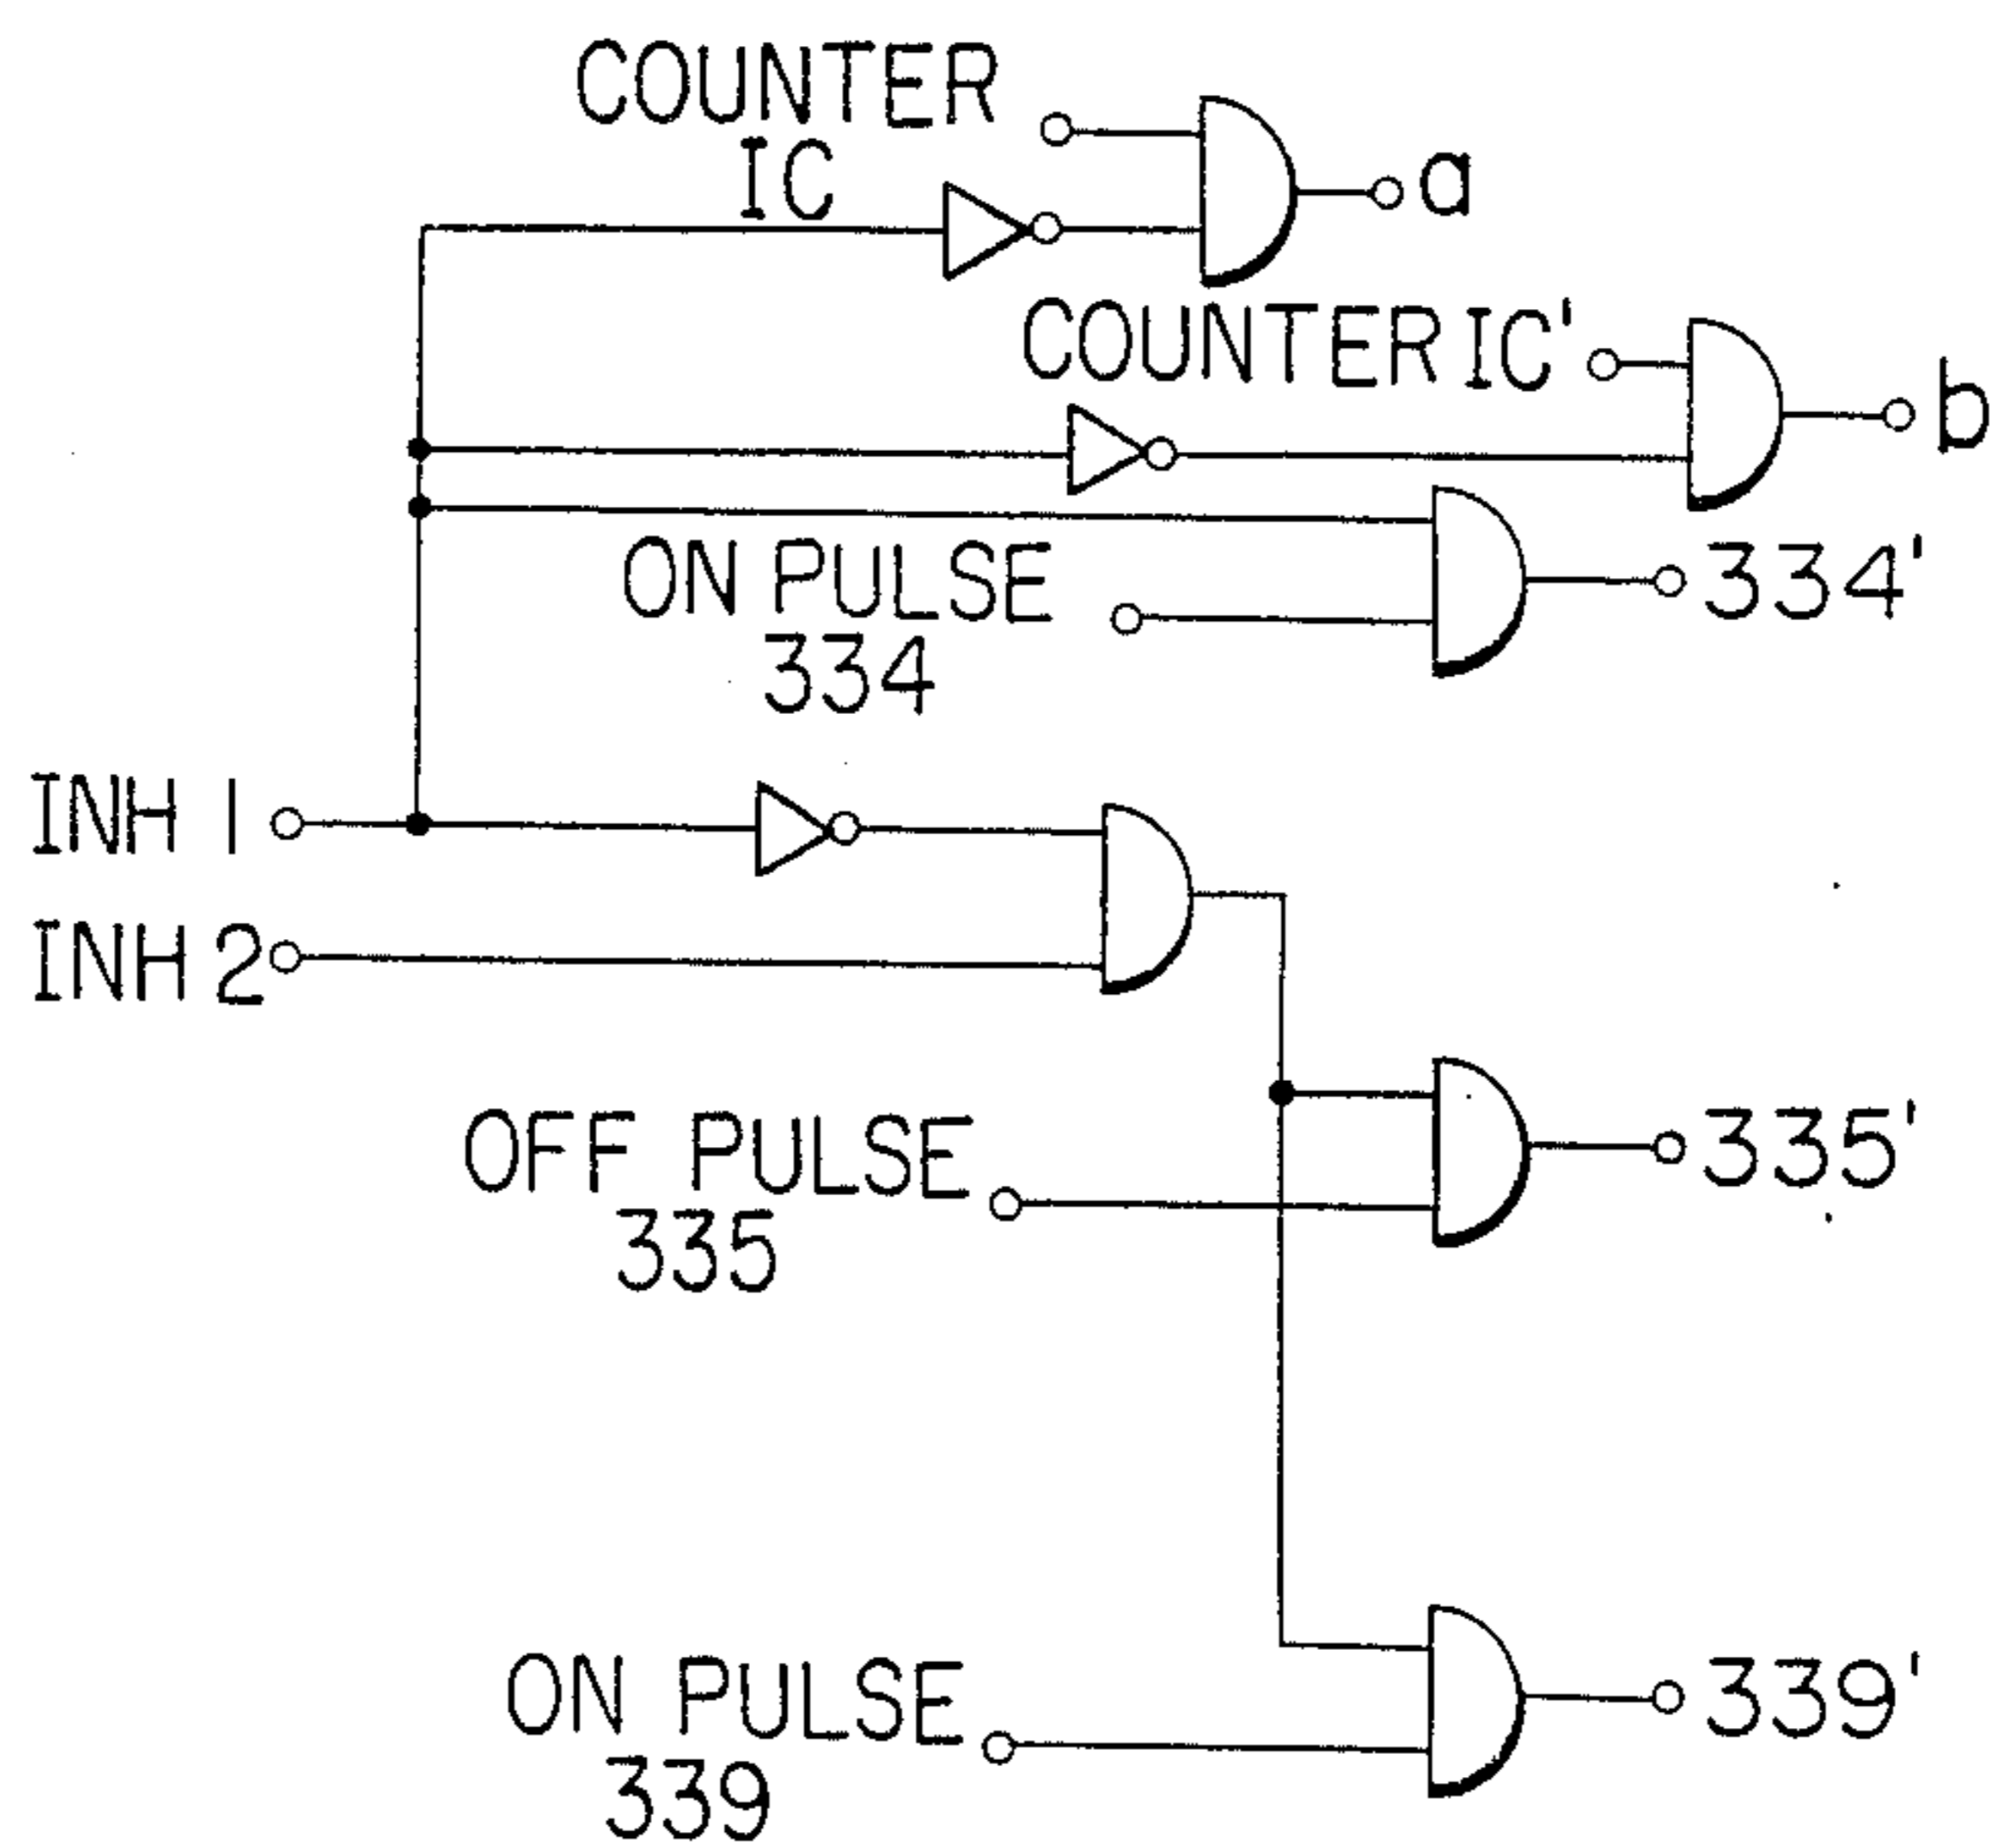 COUNTER
IC
a
COUNTER IC'
b
ON PULSE
334
334'
INH 1
INH 2
OFF PULSE
335
335'
ON PULSE
339
339'